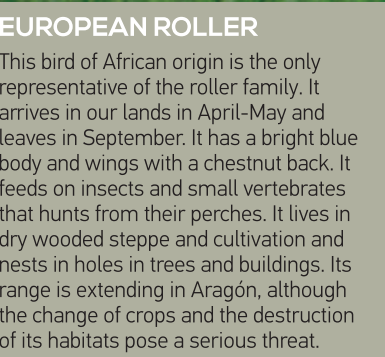 EUROPEAN ROLLER
This bird of African origin is the only
representative of the roller family. It
arrives in our lands in April-May and
leaves in September. It has a bright blue
body and wings with a chestnut back. It
feeds on insects and small vertebrates
that hunts from their perches. It lives in
dry wooded steppe and cultivation and
nests in holes in trees and buildings. Its
range is extending in Aragón, although
the change of crops and the destruction
of its habitats pose a serious threat.